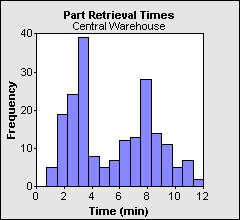 Part Retrieval Times
Central Warehouse
Frequency
40
30
20
10
0
0 2 4 6 8 10 12
Time (min)